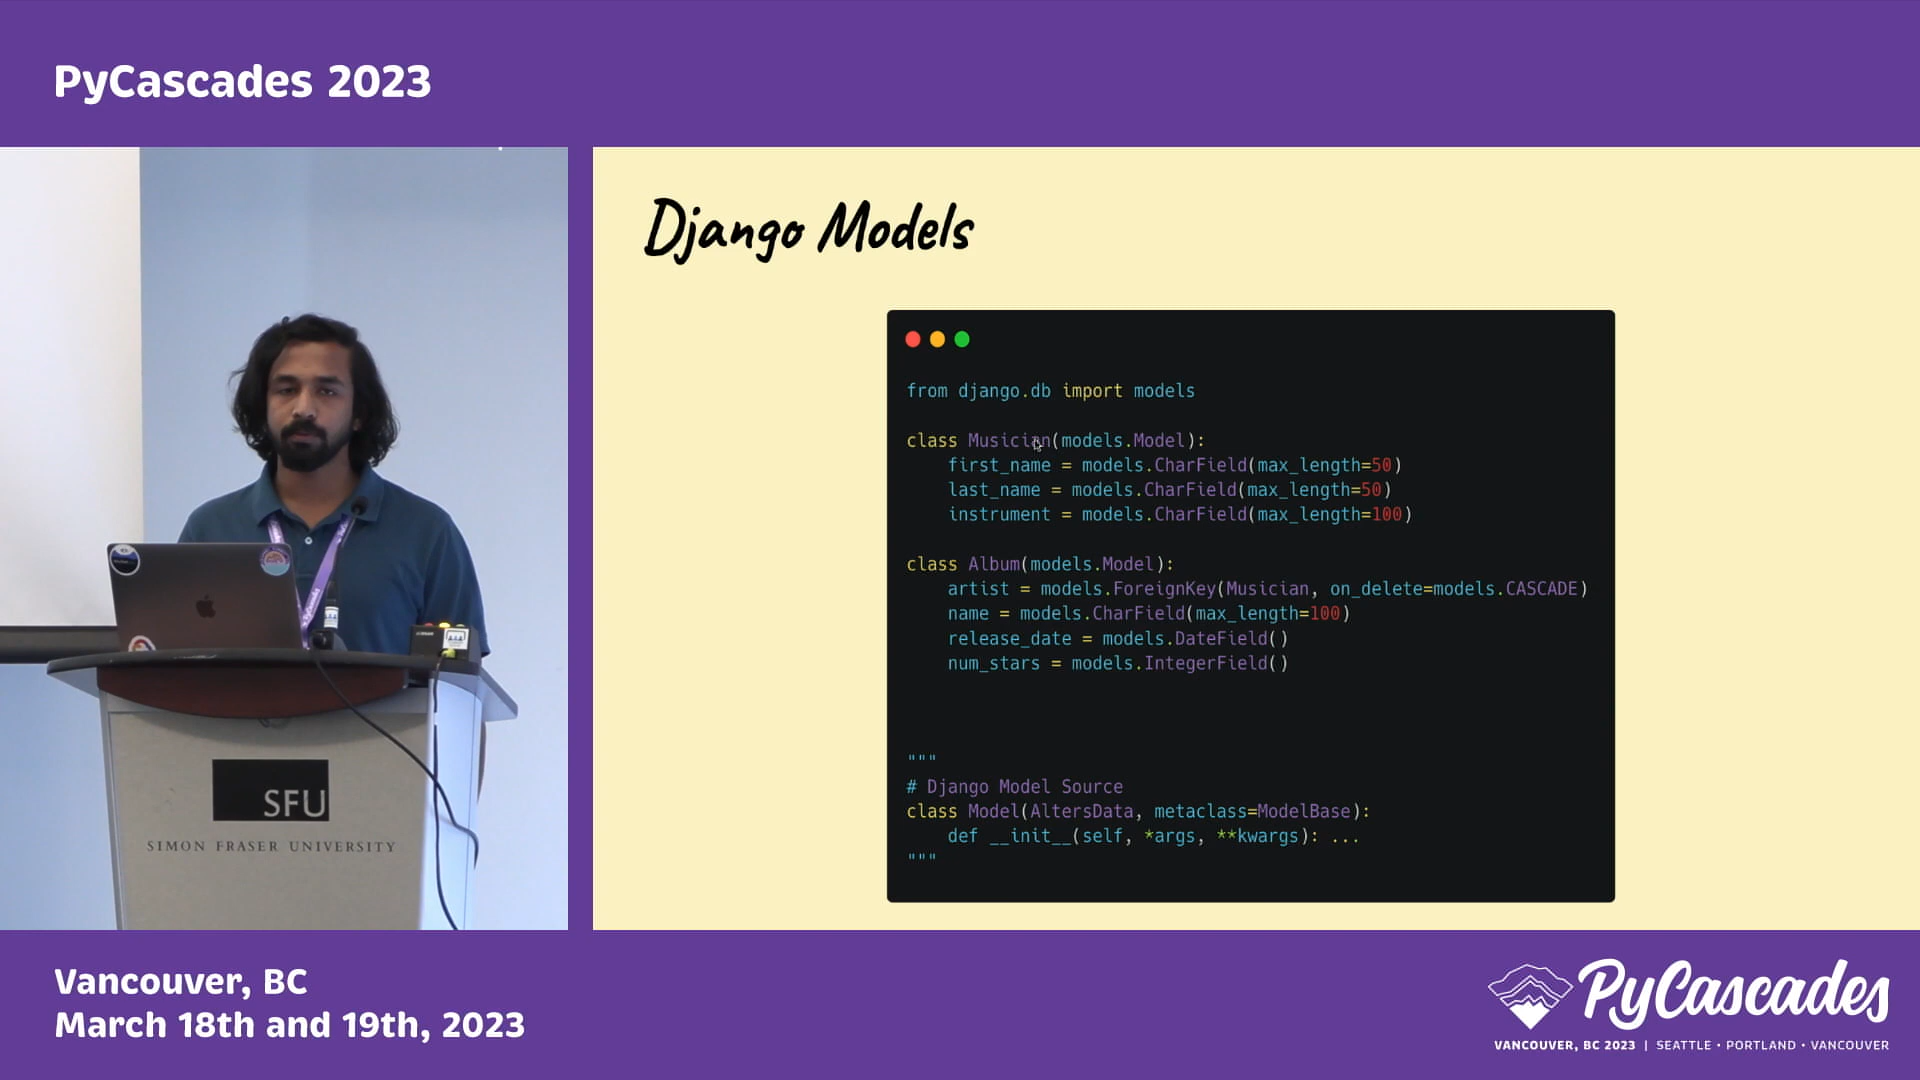 PyCascades 2023
Django Models
from django.db import models
class Musician(models.Model):
    first_name = models.CharField(max_length=50)
    last_name = models.CharField(max_length=50)
    instrument = models.CharField(max_length=100)
class Album(models.Model):
    artist = models.ForeignKey(Musician, on_delete=models.CASCADE)
    name = models.CharField(max_length=100)
    release_date = models.DateField()
    num_stars = models.IntegerField()
"""
# Django Model Source
class Model(AltersData, metaclass=ModelBase):
    def __init__(self, *args, **kwargs): ...
"""
SFU
SIMON FRASER UNIVERSITY
Vancouver, BC
March 18th and 19th, 2023
PyCascades
VANCOUVER, BC 2023 | SEATTLE • PORTLAND • VANCOUVER